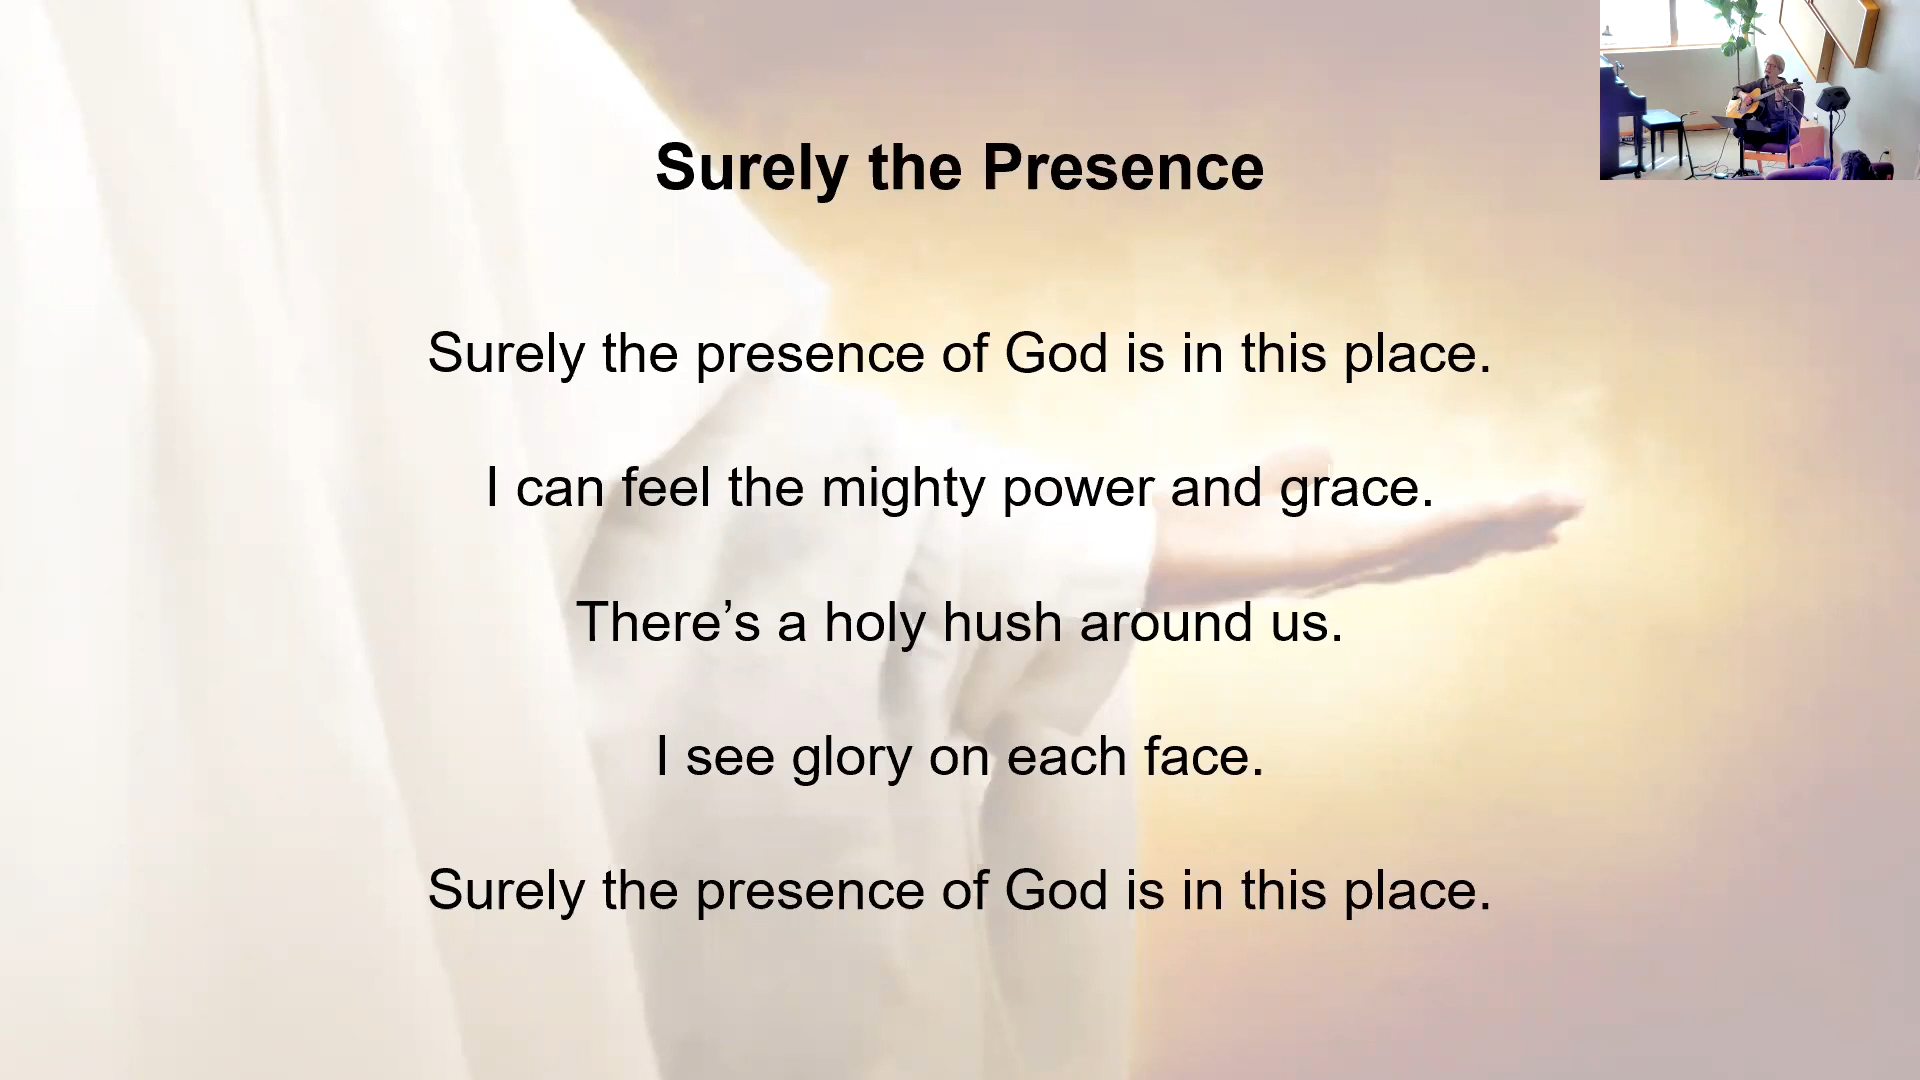 Surely the Presence
Surely the presence of God is in this place.
I can feel the mighty power and grace.
There’s a holy hush around us.
I see glory on each face.
Surely the presence of God is in this place.